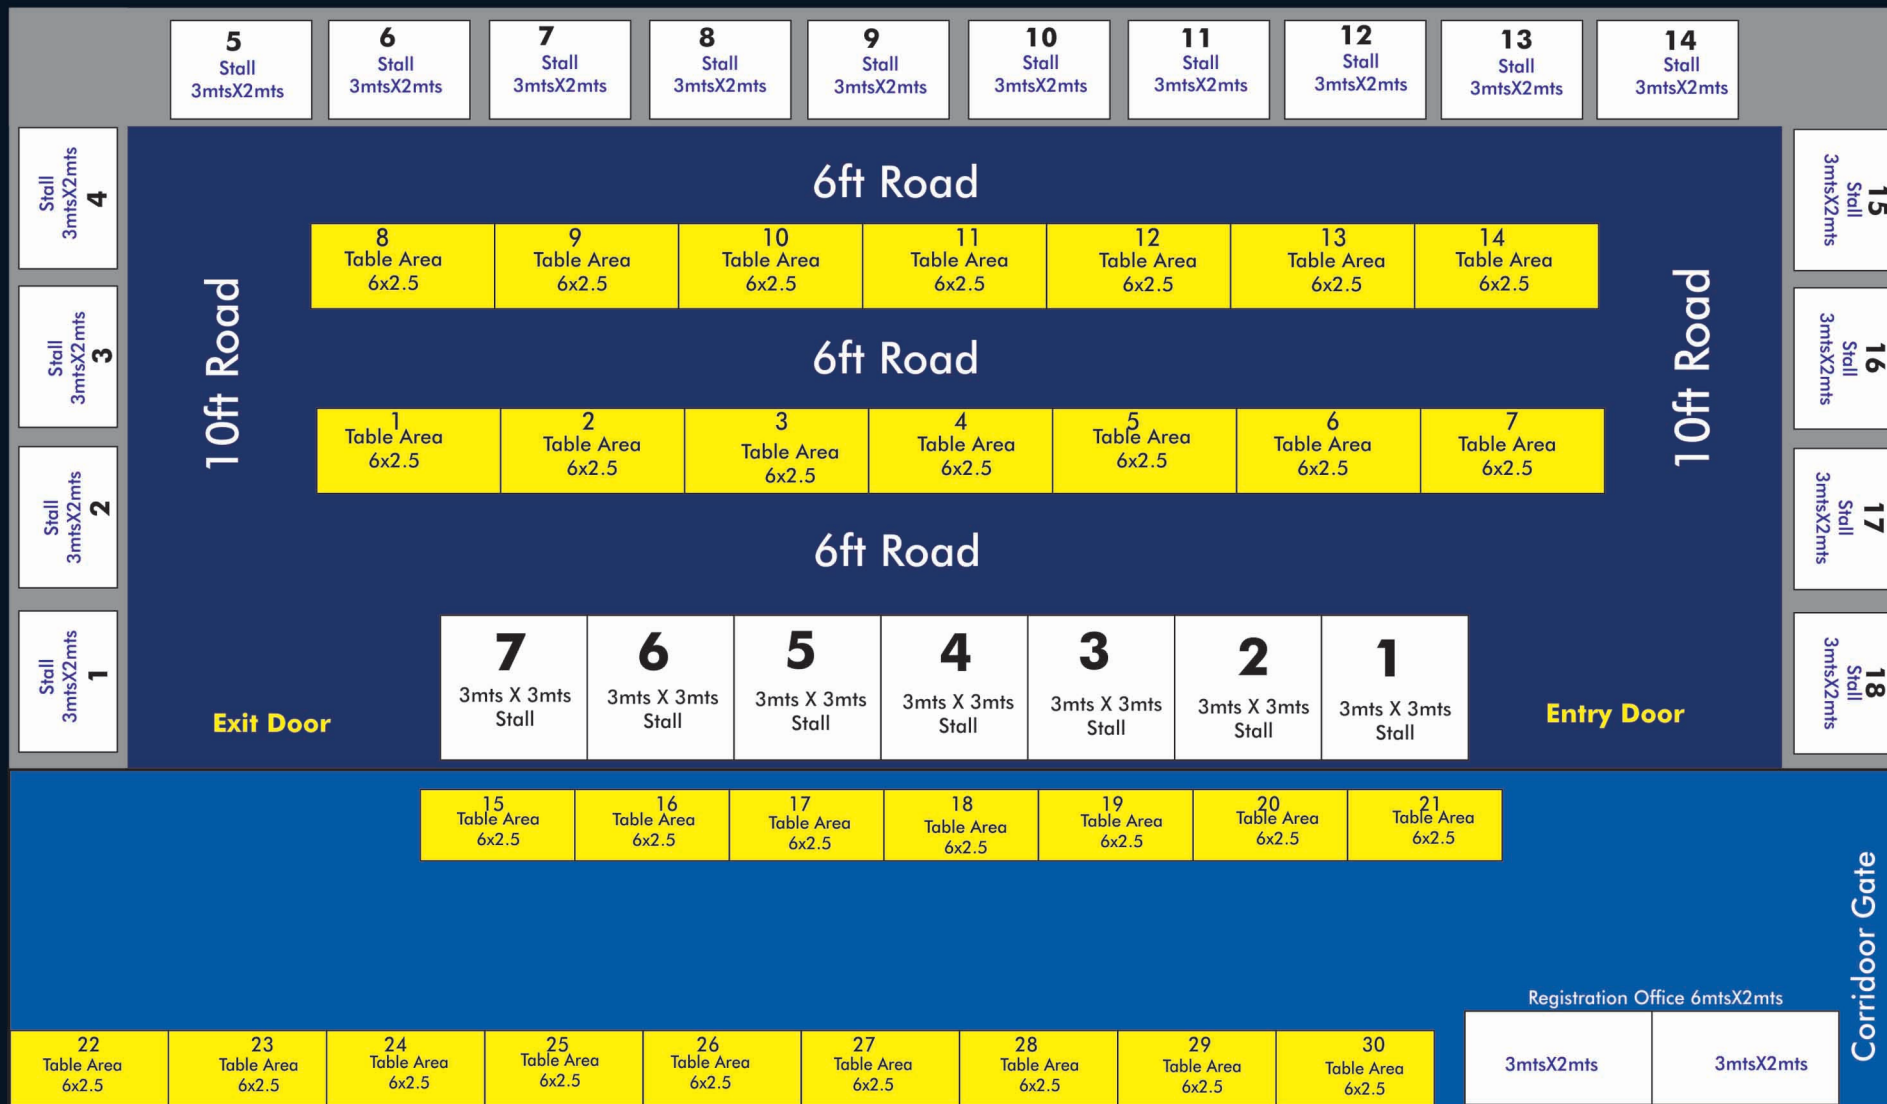 5
Stall
3mtsX2mts
6
Stall
3mtsX2mts
7
Stall
3mtsX2mts
8
Stall
3mtsX2mts
9
Stall
3mtsX2mts
10
Stall
3mtsX2mts
11
Stall
3mtsX2mts
12
Stall
3mtsX2mts
13
Stall
3mtsX2mts
14
Stall
3mtsX2mts
Stall
3mtsX2mts
4
Stall
3mtsX2mts
3
Stall
3mtsX2mts
2
Stall
3mtsX2mts
1
10ft Road
6ft Road
8
Table Area
6x2.5
9
Table Area
6x2.5
10
Table Area
6x2.5
11
Table Area
6x2.5
12
Table Area
6x2.5
13
Table Area
6x2.5
14
Table Area
6x2.5
6ft Road
1
Table Area
6x2.5
2
Table Area
6x2.5
3
Table Area
6x2.5
4
Table Area
6x2.5
5
Table Area
6x2.5
6
Table Area
6x2.5
7
Table Area
6x2.5
6ft Road
10ft Road
15
Stall
3mtsX2mts
16
Stall
3mtsX2mts
17
Stall
3mtsX2mts
18
Stall
3mtsX2mts
Exit Door
7
3mts X 3mts
Stall
6
3mts X 3mts
Stall
5
3mts X 3mts
Stall
4
3mts X 3mts
Stall
3
3mts X 3mts
Stall
2
3mts X 3mts
Stall
1
3mts X 3mts
Stall
Entry Door
15
Table Area
6x2.5
16
Table Area
6x2.5
17
Table Area
6x2.5
18
Table Area
6x2.5
19
Table Area
6x2.5
20
Table Area
6x2.5
21
Table Area
6x2.5
Corridoor Gate
22
Table Area
6x2.5
23
Table Area
6x2.5
24
Table Area
6x2.5
25
Table Area
6x2.5
26
Table Area
6x2.5
27
Table Area
6x2.5
28
Table Area
6x2.5
29
Table Area
6x2.5
30
Table Area
6x2.5
Registration Office 6mtsX2mts
3mtsX2mts
3mtsX2mts